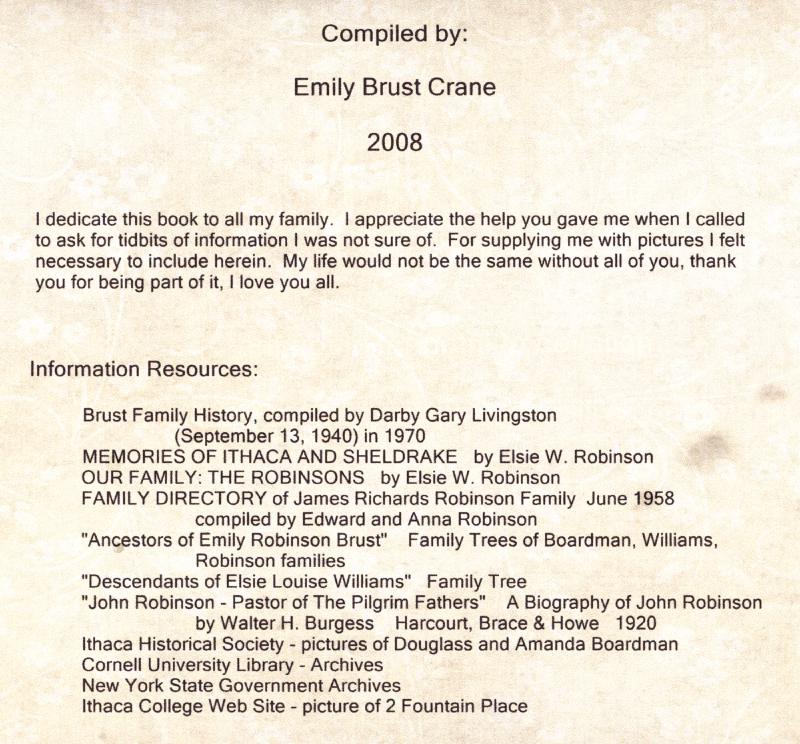 Compiled by:
Emily Brust Crane
2008
I dedicate this book to all my family.  I appreciate the help you gave me when I called
to ask for tidbits of information I was not sure of.  For supplying me with pictures I felt
necessary to include herein.  My life would not be the same without all of you, thank
you for being part of it, I love you all.
Information Resources:
Brust Family History, compiled by Darby Gary Livingston
(September 13, 1940) in 1970
MEMORIES OF ITHACA AND SHELDRAKE   by Elsie W. Robinson
OUR FAMILY: THE ROBINSONS   by Elsie W. Robinson
FAMILY DIRECTORY of James Richards Robinson Family  June 1958
compiled by Edward and Anna Robinson
"Ancestors of Emily Robinson Brust"    Family Trees of Boardman, Williams,
Robinson families
"Descendants of Elsie Louise Williams"   Family Tree
"John Robinson - Pastor of The Pilgrim Fathers"    A Biography of John Robinson
by Walter H. Burgess    Harcourt, Brace & Howe   1920
Ithaca Historical Society - pictures of Douglass and Amanda Boardman
Cornell University Library - Archives
New York State Government Archives
Ithaca College Web Site - picture of 2 Fountain Place